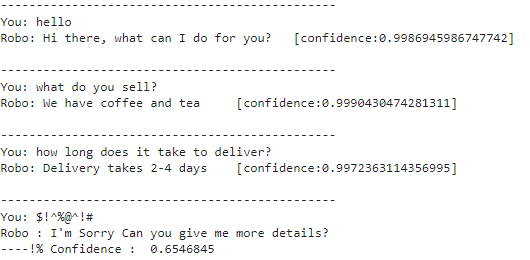 -----------------------------------------------
You: hello
Robo: Hi there, what can I do for you?   [confidence:0.9986945986747742]
-----------------------------------------------
You: what do you sell?
Robo: We have coffee and tea     [confidence:0.9990430474281311]
-----------------------------------------------
You: how long does it take to deliver?
Robo: Delivery takes 2-4 days    [confidence:0.9972363114356995]
-----------------------------------------------
You: $!^%@^!#
Robo : I'm Sorry Can you give me more details?
----!% Confidence :  0.6546845